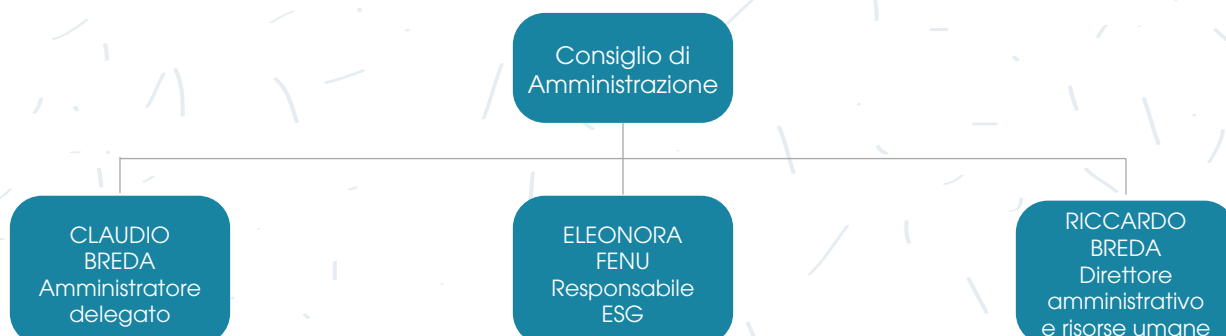 Consiglio di
Amministrazione
CLAUDIO
BREDA
Amministratore
delegato
ELEONORA
FENU
Responsabile
ESG
RICCARDO
BREDA
Direttore
amministrativo
e risorse umane